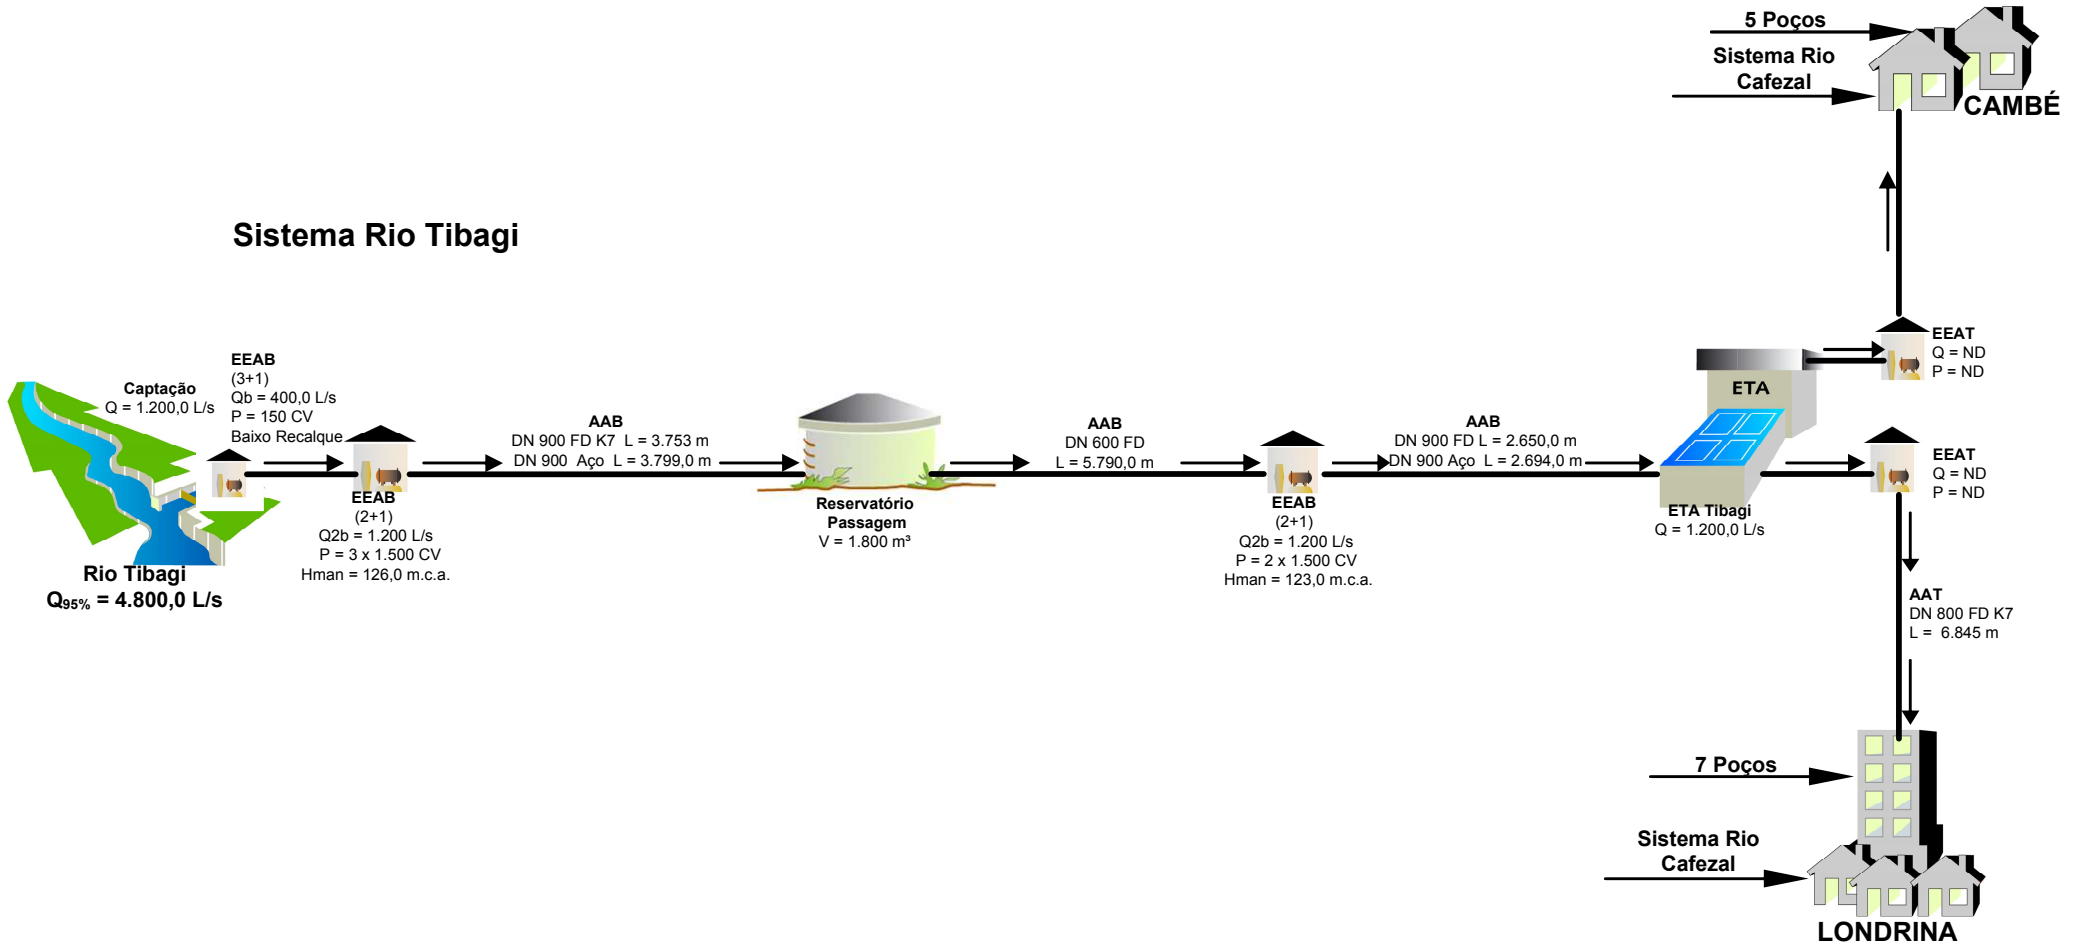 5 Poços
Sistema Rio
Cafezal
CAMBÉ
Sistema Rio Tibagi
EEAT
Q = ND
P = ND
EEAB
(3+1)
Qb = 400,0 L/s
P = 150 CV
Baixo Recalque
Captação
Q = 1.200,0 L/s
ETA
AAB
DN 900 FD K7  L = 3.753 m
DN 900  Aço  L = 3.799,0 m
AAB
DN 600 FD
L = 5.790,0 m
AAB
DN 900 FD L = 2.650,0 m
DN 900 Aço  L = 2.694,0 m
EEAT
Q = ND
P = ND
EEAB
(2+1)
Q2b = 1.200 L/s
P = 3 x 1.500 CV
Hman = 126,0 m.c.a.
Reservatório
Passagem
V = 1.800 m³
EEAB
(2+1)
Q2b = 1.200 L/s
P = 2 x 1.500 CV
Hman = 123,0 m.c.a.
ETA Tibagi
Q = 1.200,0 L/s
Rio Tibagi
Q95% = 4.800,0 L/s
AAT
DN 800 FD K7
L =  6.845 m
7 Poços
Sistema Rio
Cafezal
LONDRINA